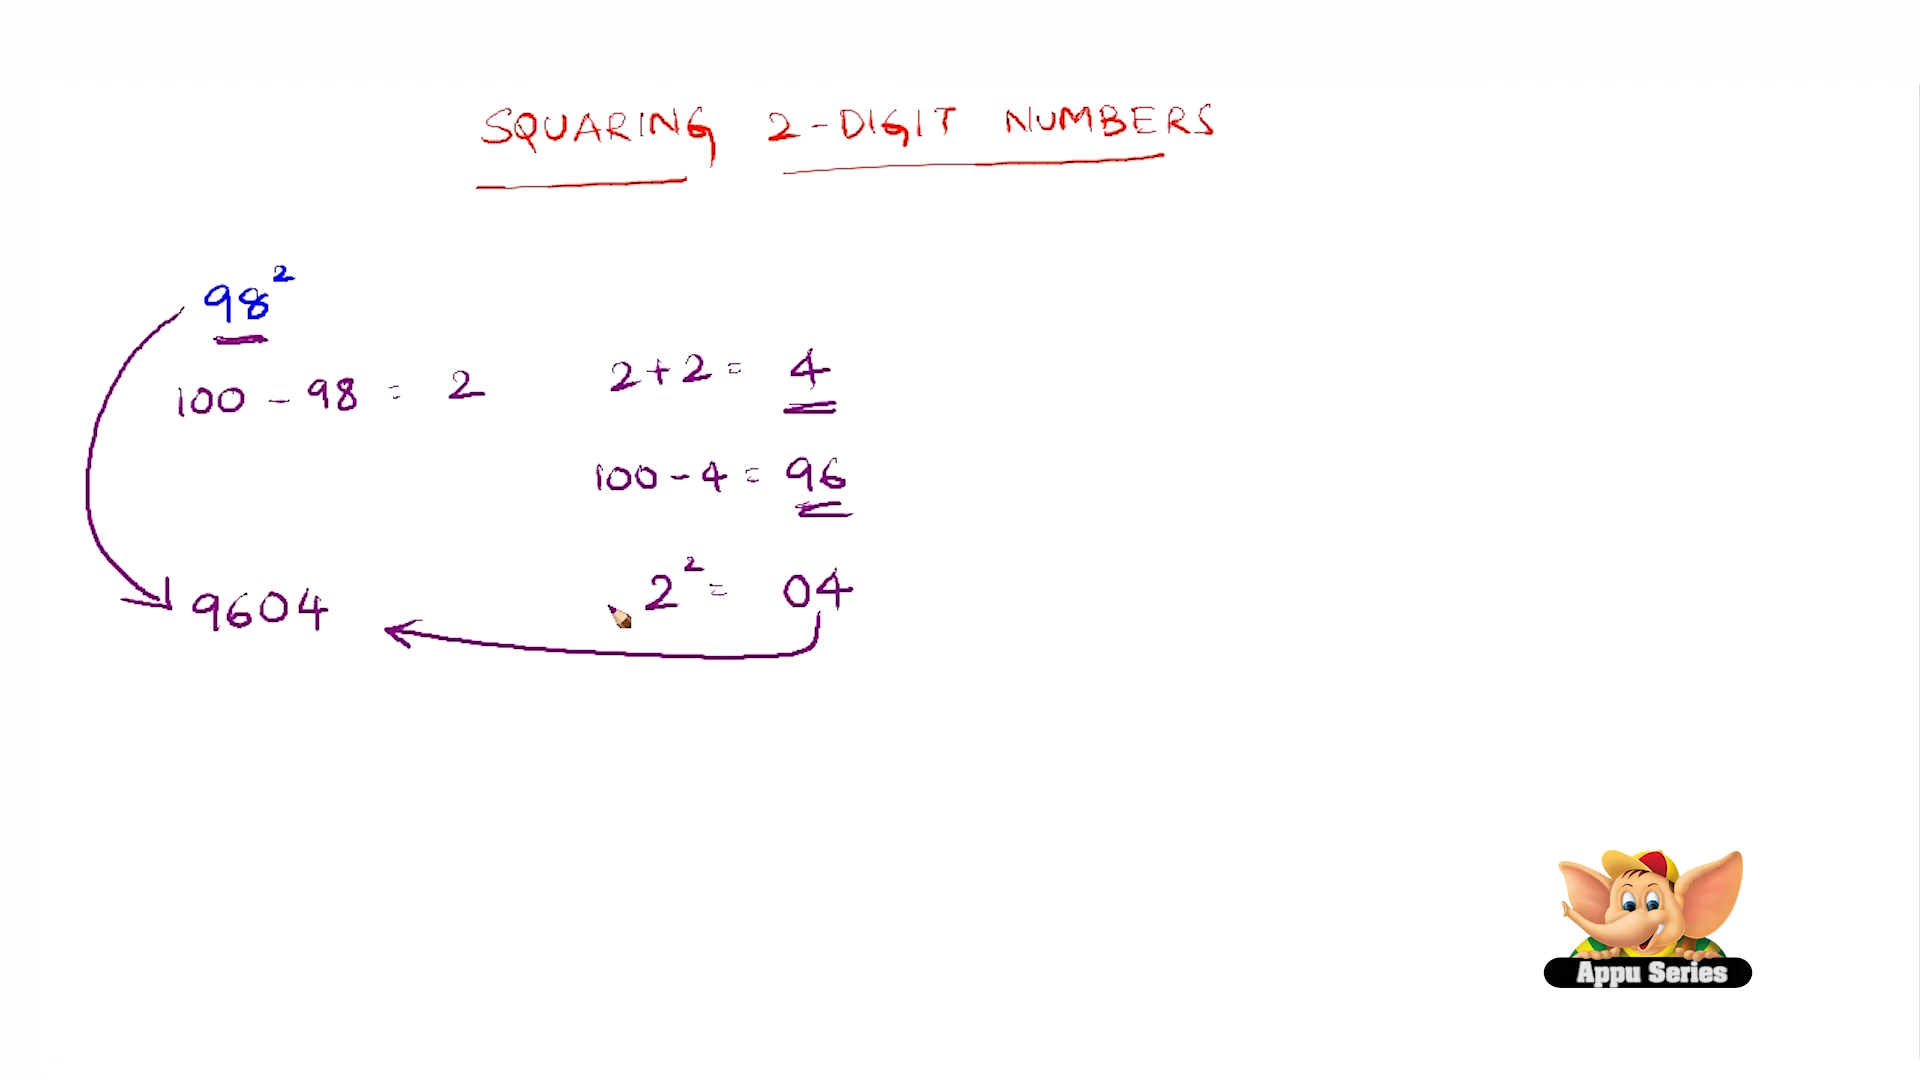 SQUARING 2-DIGIT NUMBERS
98²
100 - 98 = 2
2 + 2 = 4
100 - 4 = 96
2² = 04
9604
Appu Series